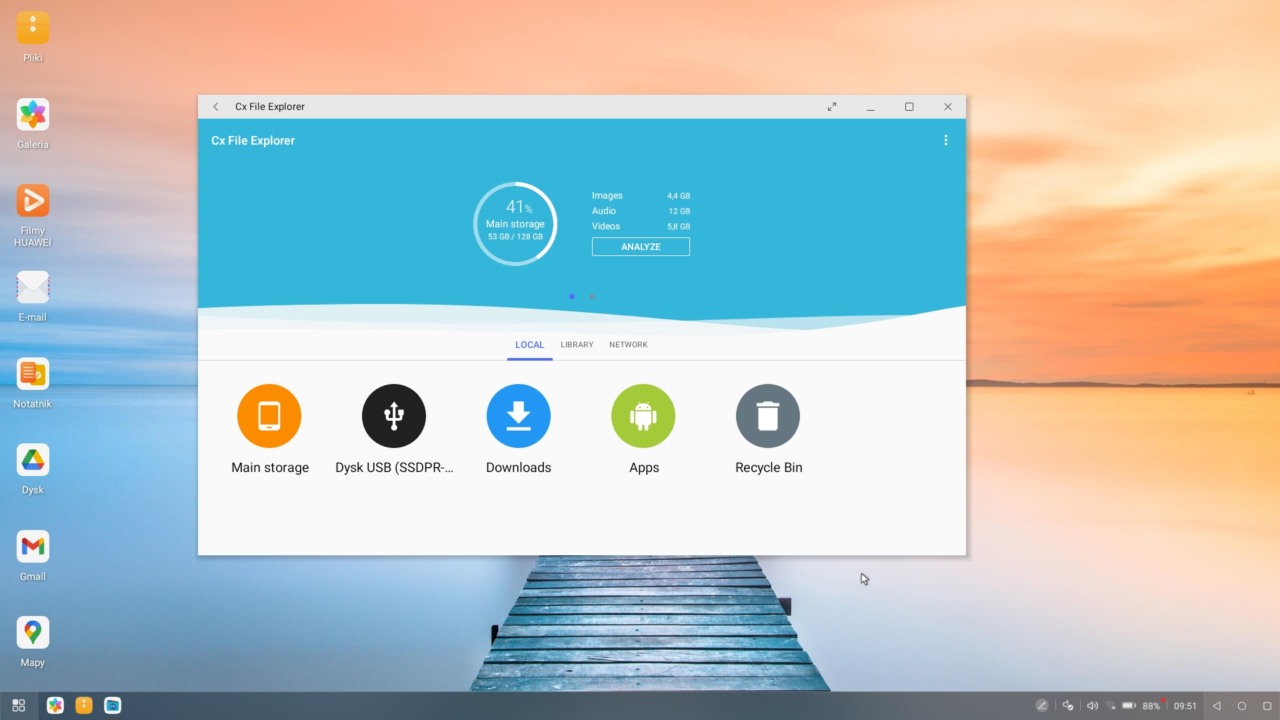 Pliki
Galeria
Filmy
HUAWEI
E-mail
Notatnik
Dysk
Gmail
Mapy
Cx File Explorer
Cx File Explorer
41%
Main storage
53 GB / 128 GB
Images 4,4 GB
Audio 12 GB
Videos 5,8 GB
ANALYZE
LOCAL LIBRARY NETWORK
Main storage Dysk USB (SSDPR-... Downloads Apps Recycle Bin
88% 09:51